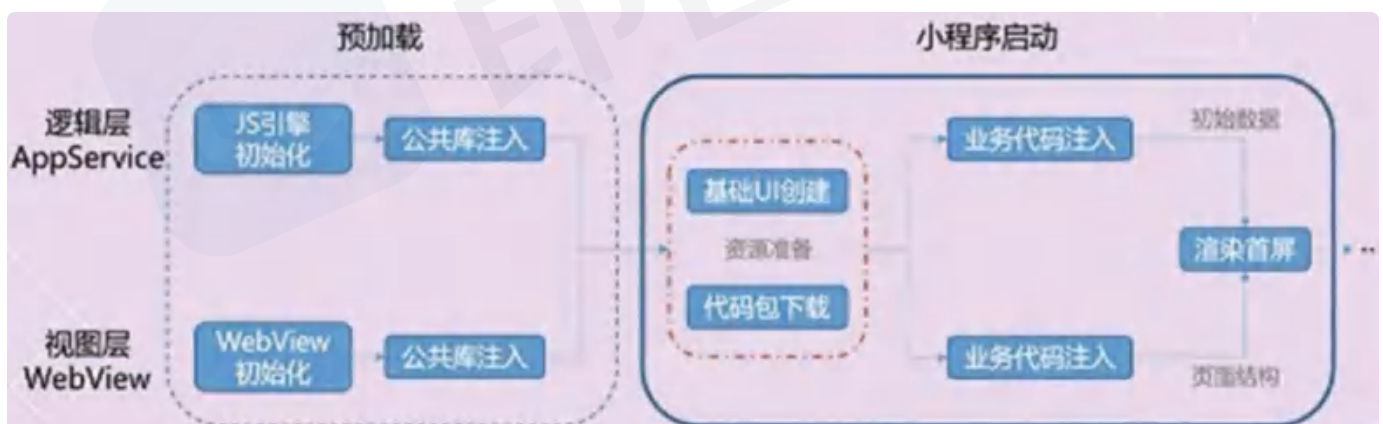 预加载
小程序启动
逻辑层
AppService
JS引擎
初始化
公共库注入
基础UI创建
资源准备
代码包下载
业务代码注入
初始数据
渲染首屏
..
视图层
WebView
WebView
初始化
公共库注入
业务代码注入
页面结构